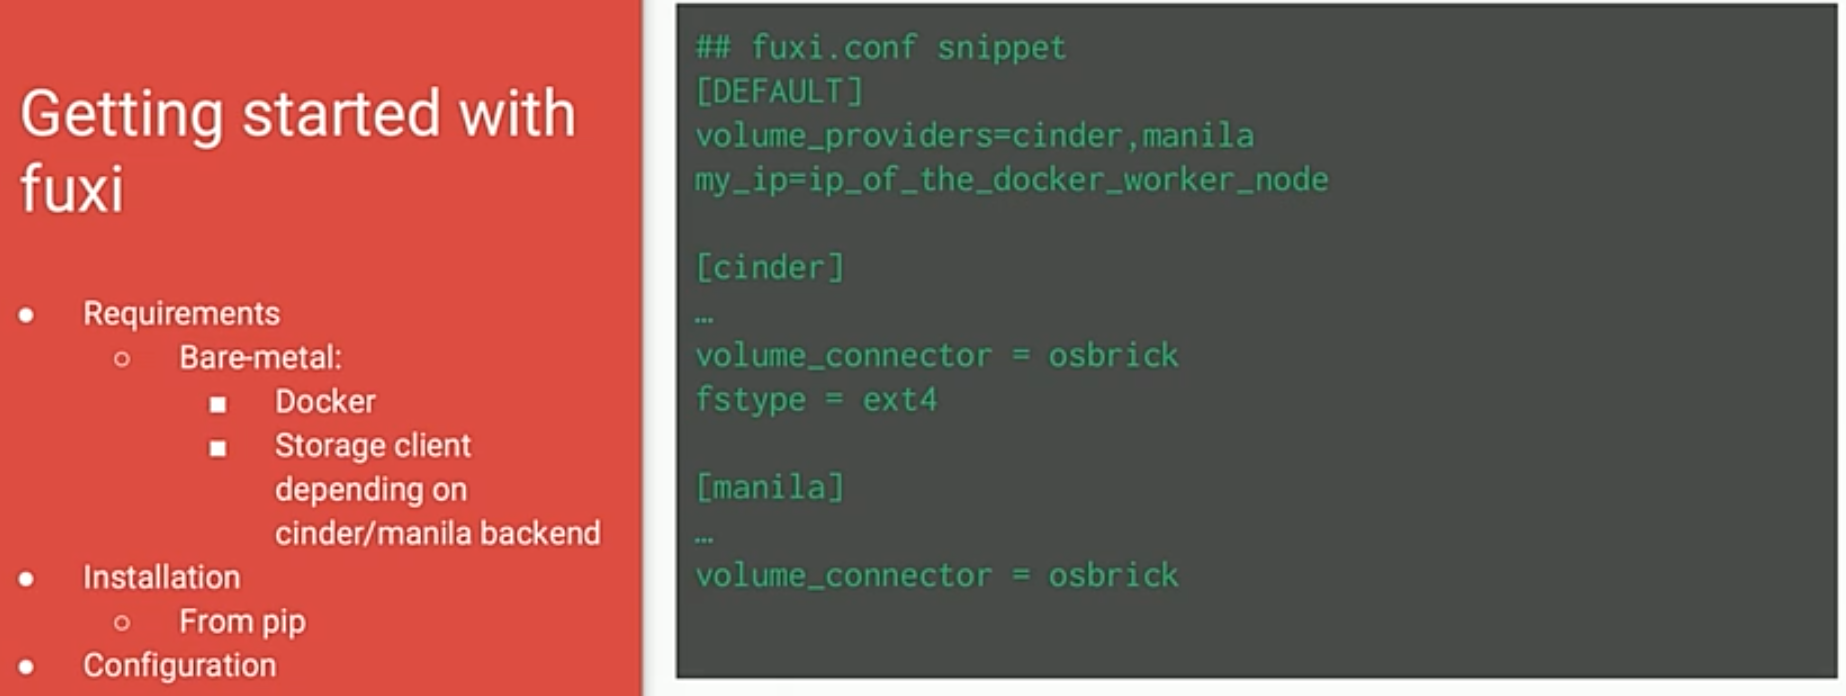 Getting started with
fuxi
● Requirements
○ Bare-metal:
■ Docker
■ Storage client
depending on
cinder/manila backend
● Installation
○ From pip
● Configuration
## fuxi.conf snippet
[DEFAULT]
volume_providers=cinder,manila
my_ip=ip_of_the_docker_worker_node
[cinder]
…
volume_connector = osbrick
fstype = ext4
[manila]
…
volume_connector = osbrick